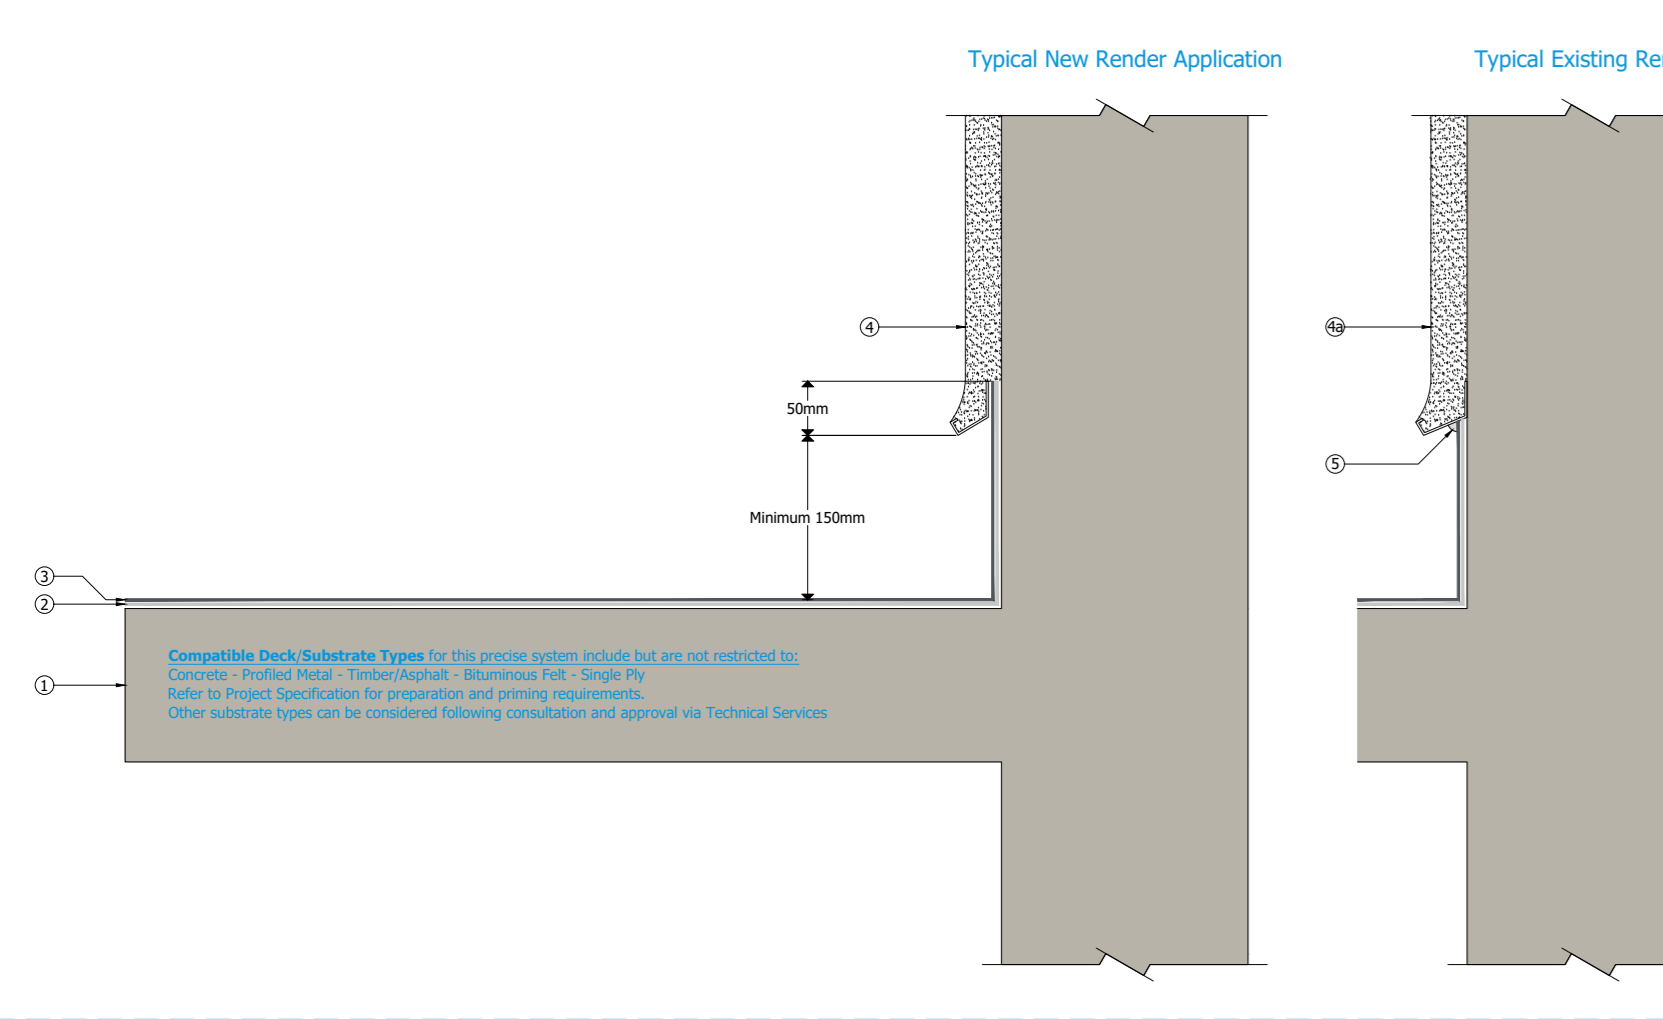 Typical New Render Application
Typical Existing
4
4a
50mm
5
Minimum 150mm
3
2
Compatible Deck/Substrate Types for this precise system include but are not restricted to:
Concrete - Profiled Metal - Timber/Asphalt - Bituminous Felt - Single Ply
1
Refer to Project Specification for preparation and priming requirements.
Other substrate types can be considered following consultation and approval via Technical Services